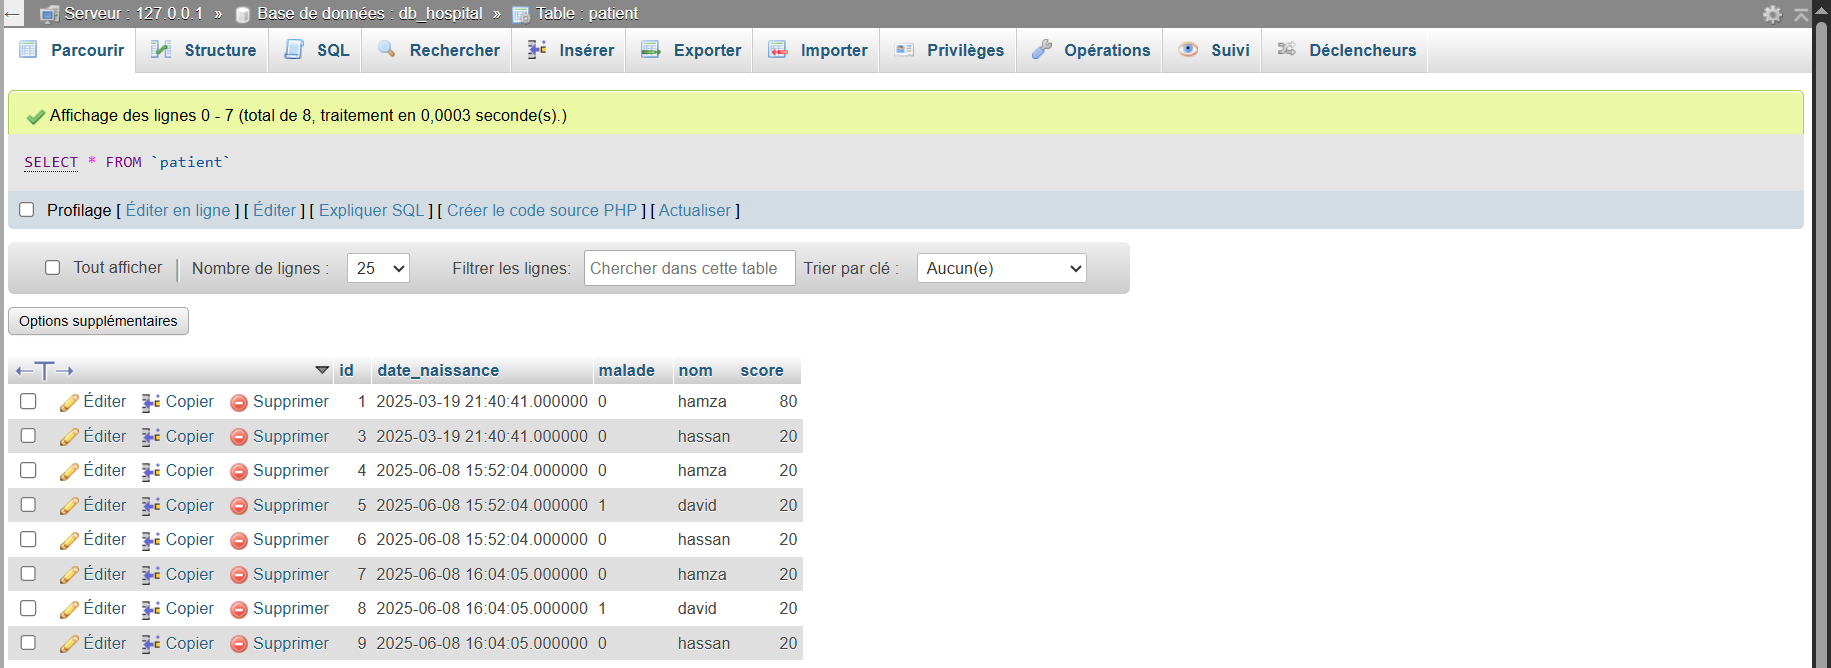 ← Serveur : 127.0.0.1 » Base de données : db_hospital » Table : patient
Parcourir Structure SQL Rechercher Insérer Exporter Importer Privilèges Opérations Suivi Déclencheurs
Affichage des lignes 0 - 7 (total de 8, traitement en 0,0003 seconde(s).)
SELECT * FROM `patient`
Profilage [ Éditer en ligne ] [ Éditer ] [ Expliquer SQL ] [ Créer le code source PHP ] [ Actualiser ]
Tout afficher | Nombre de lignes : 25 Filtrer les lignes: Chercher dans cette table Trier par clé : Aucun(e)
Options supplémentaires
←T→ id date_naissance malade nom score
Éditer Copier Supprimer 1 2025-03-19 21:40:41.000000 0 hamza 80
Éditer Copier Supprimer 3 2025-03-19 21:40:41.000000 0 hassan 20
Éditer Copier Supprimer 4 2025-06-08 15:52:04.000000 0 hamza 20
Éditer Copier Supprimer 5 2025-06-08 15:52:04.000000 1 david 20
Éditer Copier Supprimer 6 2025-06-08 15:52:04.000000 0 hassan 20
Éditer Copier Supprimer 7 2025-06-08 16:04:05.000000 0 hamza 20
Éditer Copier Supprimer 8 2025-06-08 16:04:05.000000 1 david 20
Éditer Copier Supprimer 9 2025-06-08 16:04:05.000000 0 hassan 20